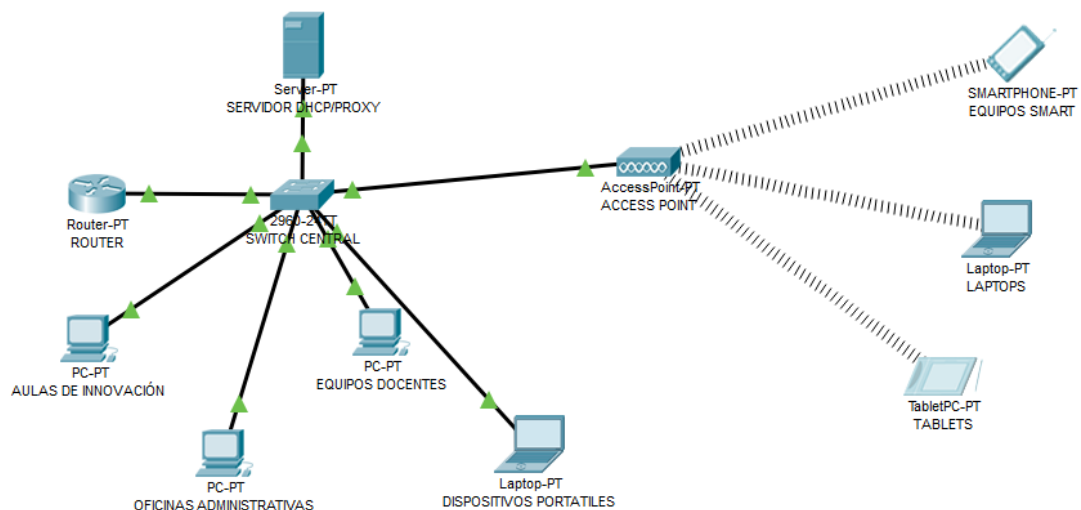 Server-PT
SERVIDOR DHCP/PROXY
SMARTPHONE-PT
EQUIPOS SMART
AccessPoint-PT
ACCESS POINT
Router-PT
ROUTER
2960-24TT
SWITCH CENTRAL
Laptop-PT
LAPTOPS
PC-PT
AULAS DE INNOVACIÓN
PC-PT
EQUIPOS DOCENTES
TabletPC-PT
TABLETS
PC-PT
OFICINAS ADMINISTRATIVAS
Laptop-PT
DISPOSITIVOS PORTATILES